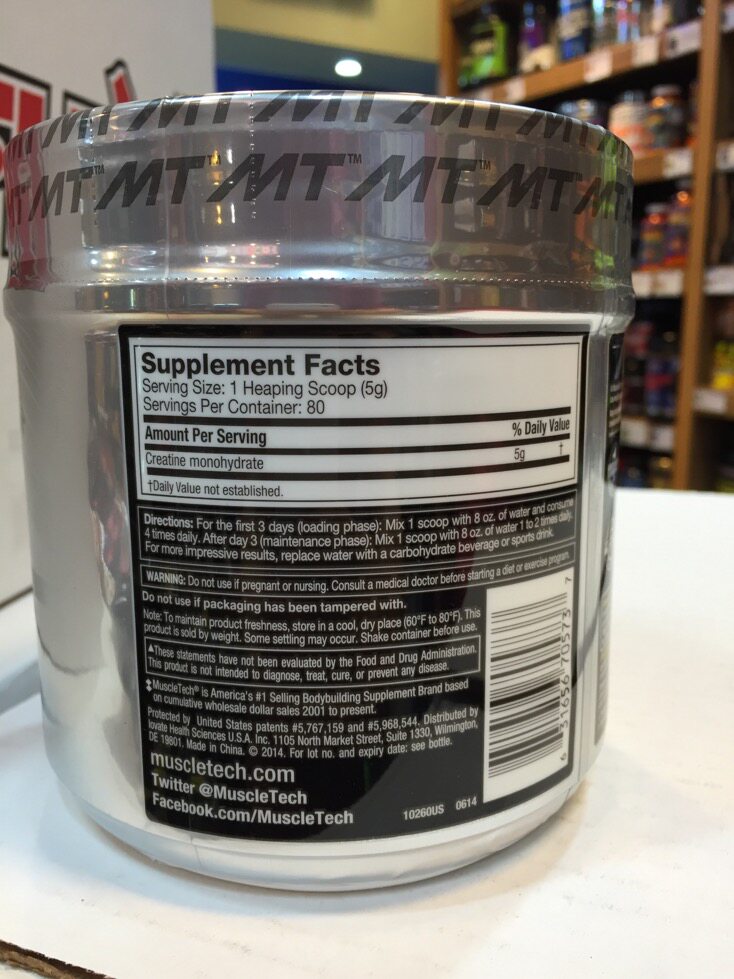 MT MT MT MT MT
MT™ MT™ MT™ MT™ MT
Supplement Facts
Serving Size: 1 Heaping Scoop (5g)
Servings Per Container: 80
Amount Per Serving % Daily Value
Creatine monohydrate 5g †
†Daily Value not established.
Directions: For the first 3 days (loading phase): Mix 1 scoop with 8 oz. of water and consume
4 times daily. After day 3 (maintenance phase): Mix 1 scoop with 8 oz. of water 1 to 2 times daily.
For more impressive results, replace water with a carbohydrate beverage or sports drink.
WARNING: Do not use if pregnant or nursing. Consult a medical doctor before starting a diet or exercise program.
Do not use if packaging has been tampered with.
Note: To maintain product freshness, store in a cool, dry place (60°F to 80°F). This
product is sold by weight. Some settling may occur. Shake container before use.
▲These statements have not been evaluated by the Food and Drug Administration.
This product is not intended to diagnose, treat, cure, or prevent any disease.
‡MuscleTech® is America's #1 Selling Bodybuilding Supplement Brand based
on cumulative wholesale dollar sales 2001 to present.
Protected by United States patents #5,767,159 and #5,968,544. Distributed by
Iovate Health Sciences U.S.A. Inc. 1105 North Market Street, Suite 1330, Wilmington,
DE 19801. Made in China. © 2014. For lot no. and expiry date: see bottle.
muscletech.com
Twitter @MuscleTech
Facebook.com/MuscleTech
10260US 0614
6 31656 70573 7